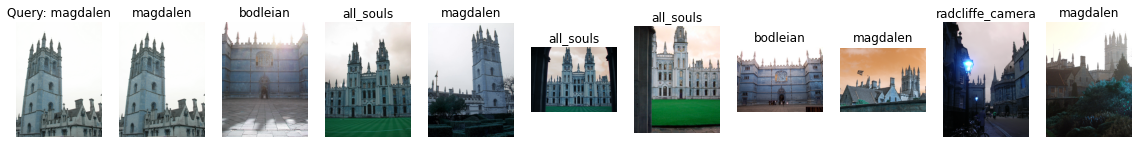 Query: magdalen
magdalen
bodleian
all_souls
magdalen
all_souls
all_souls
bodleian
magdalen
radcliffe_camera
magdalen